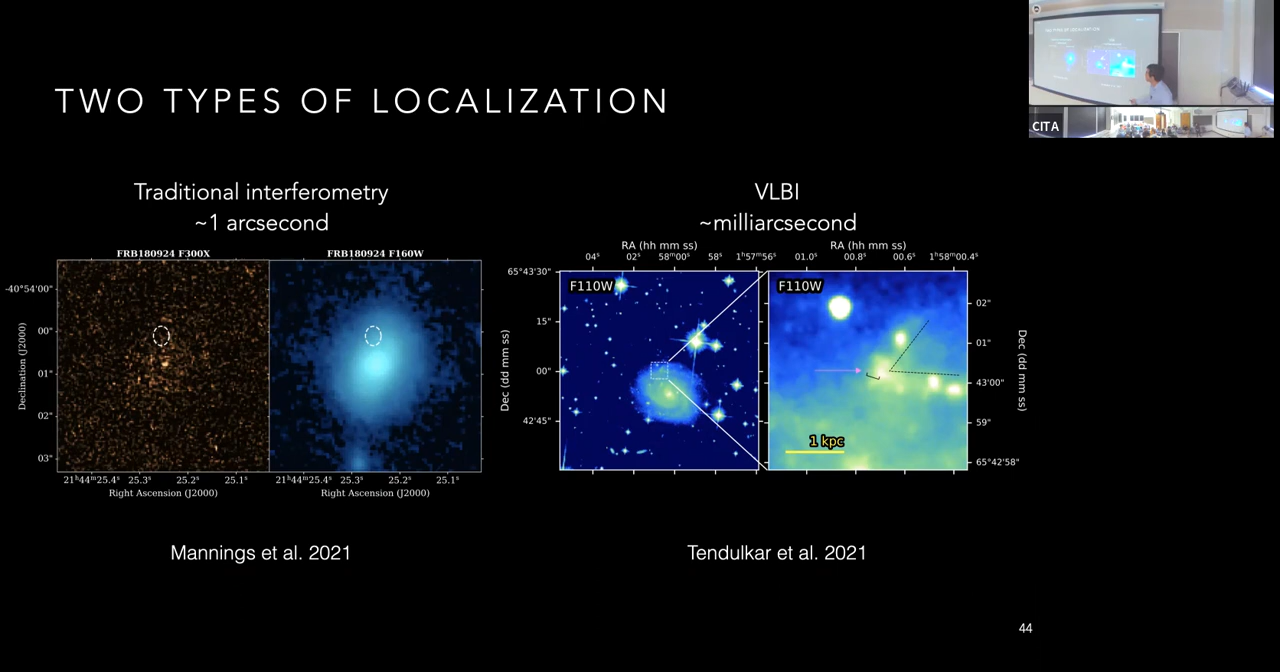 TWO TYPES OF LOCALIZATION
CITA
Traditional interferometry
~1 arcsecond
VLBI
~milliarcsecond
FRB180924 F300X
FRB180924 F160W
-40°54'00"
00"
01"
02"
03"
Declination (J2000)
21ʰ44ᵐ25.4ˢ 25.3ˢ 25.2ˢ 25.1ˢ
Right Ascension (J2000)
21ʰ44ᵐ25.4ˢ 25.3ˢ 25.2ˢ 25.1ˢ
Right Ascension (J2000)
RA (hh mm ss)
04ˢ 02ˢ 58ᵐ00ˢ 58ˢ 1ʰ57ᵐ56ˢ
65°43'30"
15"
00"
42'45"
Dec (dd mm ss)
F110W
RA (hh mm ss)
01.0ˢ 00.8ˢ 00.6ˢ 1ʰ58ᵐ00.4ˢ
F110W
1 kpc
02"
01"
43'00"
59"
65°42'58"
Dec (dd mm ss)
Mannings et al. 2021
Tendulkar et al. 2021
44